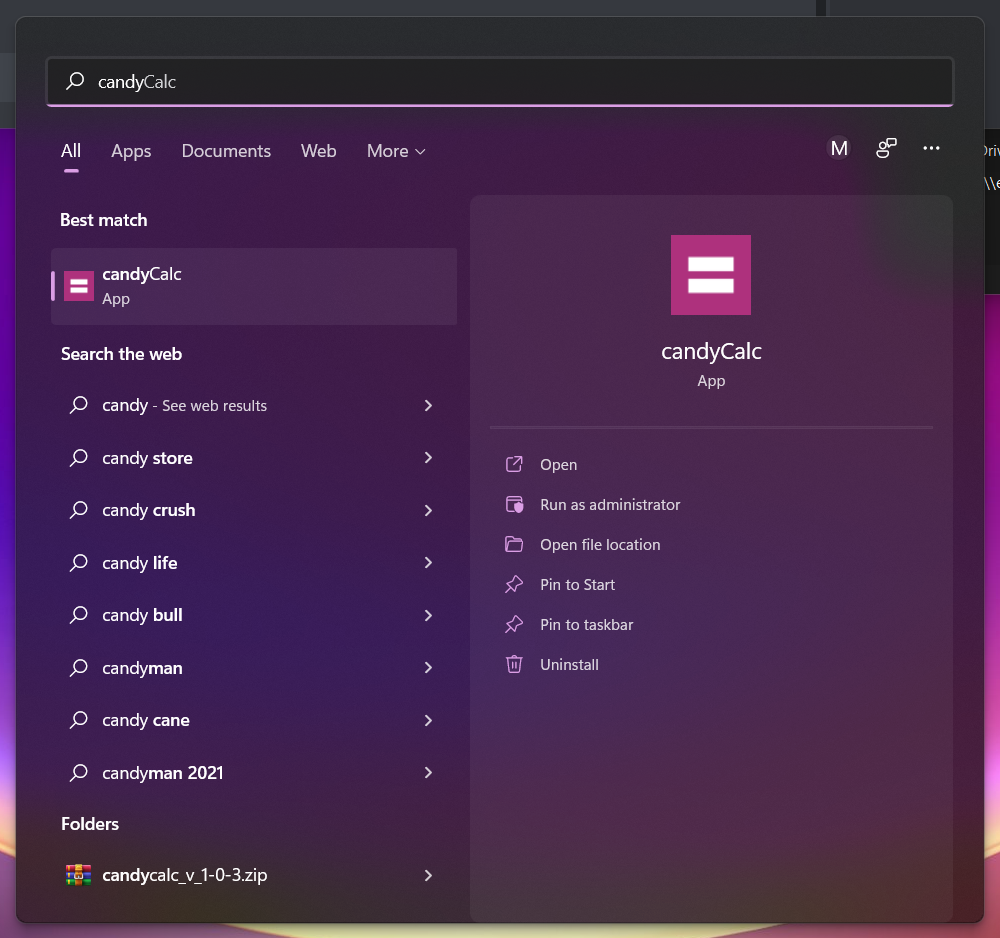 candyCalc
All Apps Documents Web More
M
Best match
candyCalc
App
Search the web
candy - See web results
candy store
candy crush
candy life
candy bull
candyman
candy cane
candyman 2021
Folders
candycalc_v_1-0-3.zip
candyCalc
App
Open
Run as administrator
Open file location
Pin to Start
Pin to taskbar
Uninstall